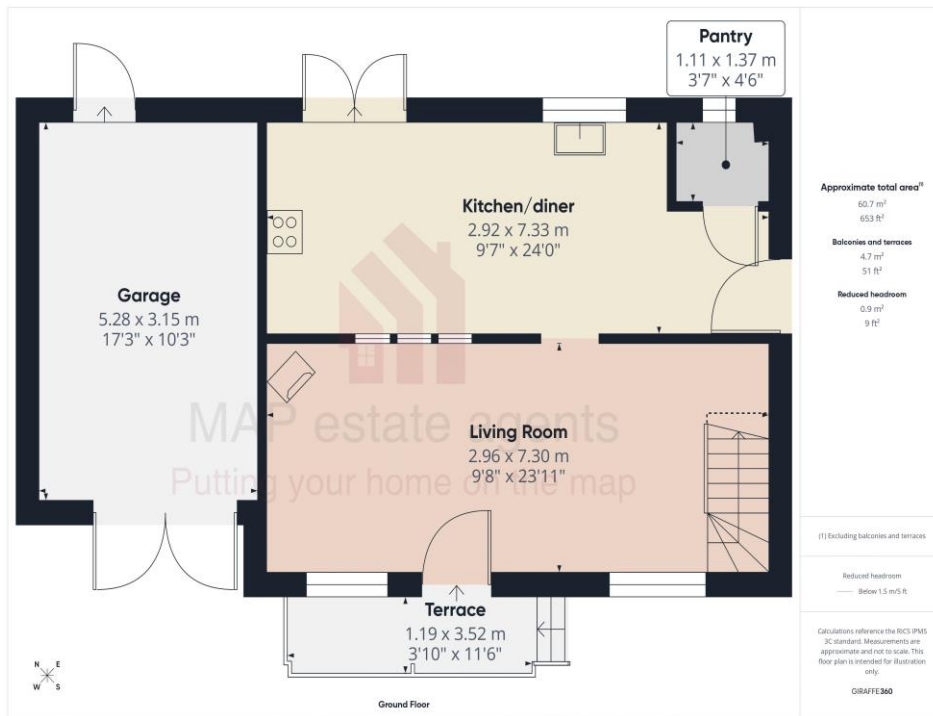 Pantry
1.11 x 1.37 m
3'7" x 4'6"
Kitchen/diner
2.92 x 7.33 m
9'7" x 24'0"
Garage
5.28 x 3.15 m
17'3" x 10'3"
MAP estate agents
Putting your home on the map
Living Room
2.96 x 7.30 m
9'8" x 23'11"
Terrace
1.19 x 3.52 m
3'10" x 11'6"
N E
W S
Ground Floor
Approximate total area(1)
60.7 m²
653 ft²
Balconies and terraces
4.7 m²
51 ft²
Reduced headroom
0.9 m²
9 ft²
(1) Excluding balconies and terraces
Reduced headroom
Below 1.5 m/5 ft
Calculations reference the RICS IPMS
3C standard. Measurements are
approximate and not to scale. This
floor plan is intended for illustration
only.
GIRAFFE360